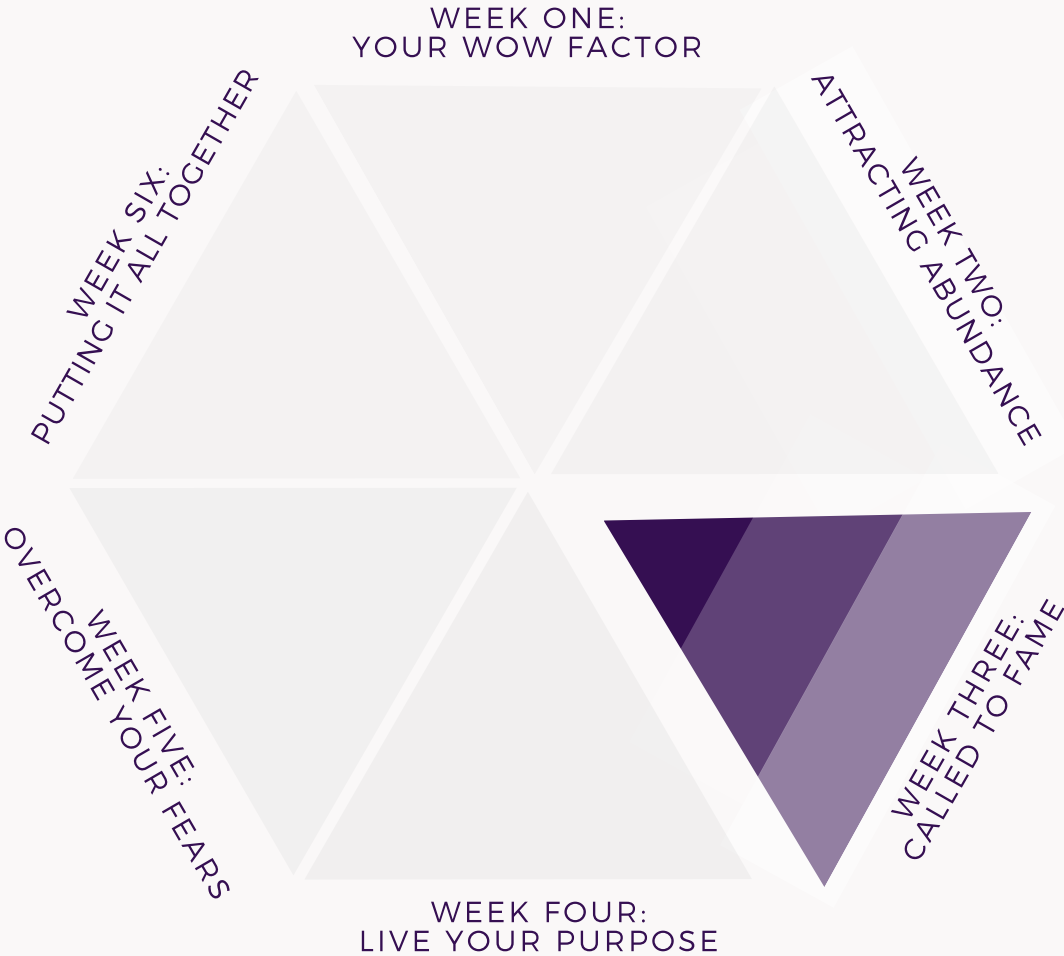 WEEK ONE:
YOUR WOW FACTOR
WEEK TWO:
ATTRACTING ABUNDANCE
WEEK THREE:
CALLED TO FAME
WEEK FOUR:
LIVE YOUR PURPOSE
WEEK FIVE:
OVERCOME YOUR FEARS
WEEK SIX:
PUTTING IT ALL TOGETHER